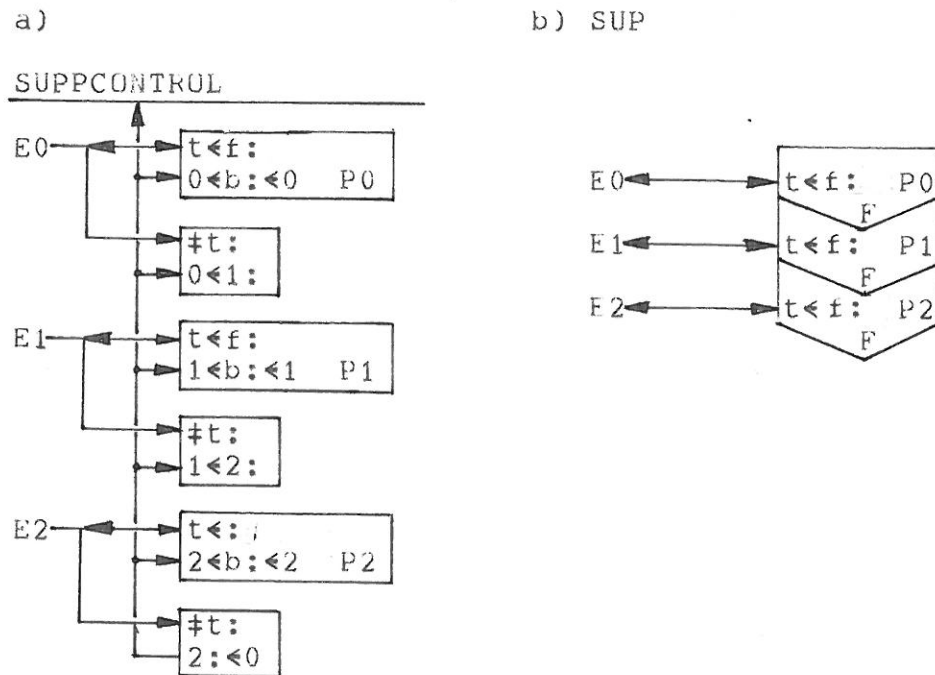 a)
SUPPCONTROL
E0
t<f:
0<b:<0 P0
‡t:
0<1:
E1
t<f:
1<b:<1 P1
‡t:
1<2:
E2
t<:
2<b:<2 P2
‡t:
2:<0
b) SUP
E0
t<f: P0
F
E1
t<f: P1
F
E2
t<f: P2
F